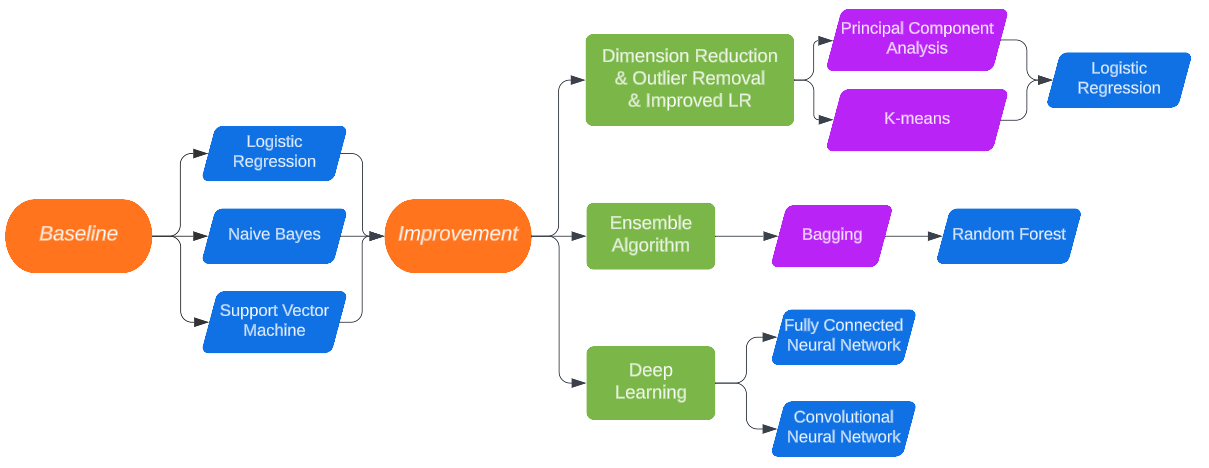 Baseline
Logistic
Regression
Naive Bayes
Support Vector
Machine
Improvement
Dimension Reduction
& Outlier Removal
& Improved LR
Principal Component
Analysis
K-means
Logistic
Regression
Ensemble
Algorithm
Bagging
Random Forest
Deep
Learning
Fully Connected
Neural Network
Convolutional
Neural Network